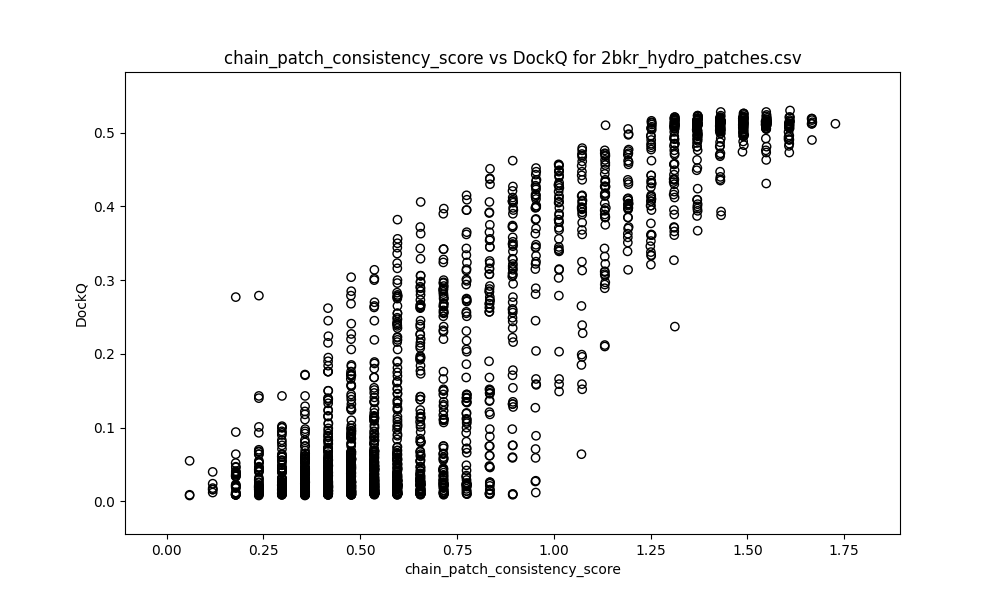 chain_patch_consistency_score vs DockQ for 2bkr_hydro_patches.csv
DockQ
0.5
0.4
0.3
0.2
0.1
0.0
0.00 0.25 0.50 0.75 1.00 1.25 1.50 1.75
chain_patch_consistency_score